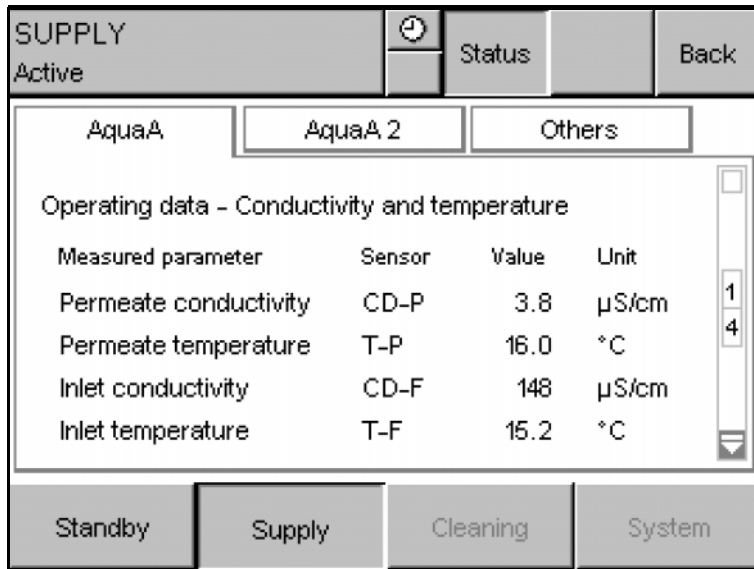 SUPPLY
Active
Status
Back
AquaA
AquaA 2
Others
Operating data - Conductivity and temperature
Measured parameter Sensor Value Unit
Permeate conductivity CD-P 3.8 µS/cm
Permeate temperature T-P 16.0 °C
Inlet conductivity CD-F 148 µS/cm
Inlet temperature T-F 15.2 °C
1
4
Standby
Supply
Cleaning
System